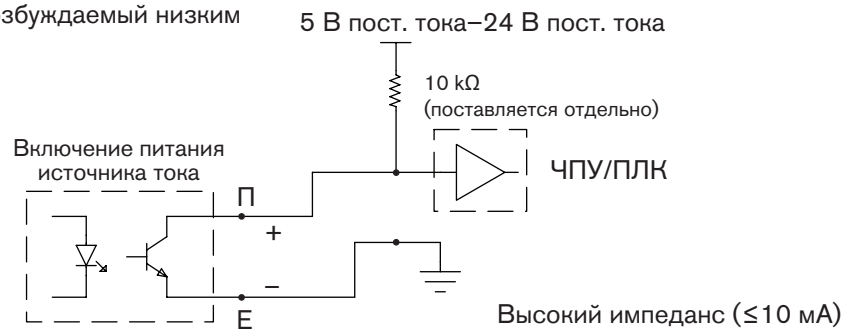 озбуждаемый низким
5 В пост. тока–24 В пост. тока
10 kΩ
(поставляется отдельно)
Включение питания
источника тока
ЧПУ/ПЛК
П
+
–
E
Высокий импеданс (≤10 мА)